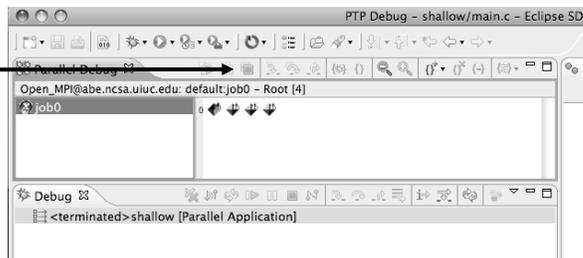 PTP Debug - shallow/main.c - Eclipse SD
Parallel Debug
Open_MPI@abe.ncsa.uiuc.edu: default:job0 - Root [4]
job0
0
Debug
<terminated>shallow [Parallel Application]